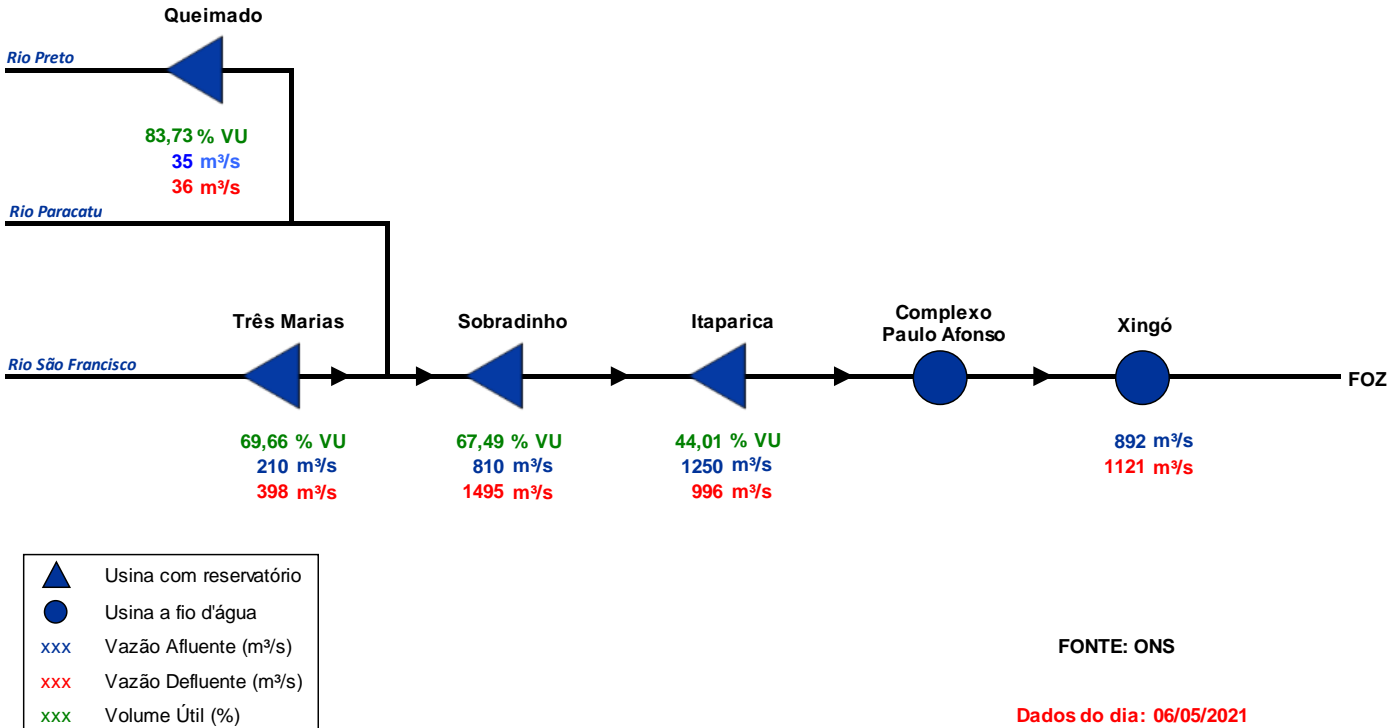 Queimado
Rio Preto
83,73 % VU
35 m³/s
36 m³/s
Rio Paracatu
Três Marias
Sobradinho
Itaparica
Complexo
Paulo Afonso
Xingó
Rio São Francisco
FOZ
69,66 % VU
210 m³/s
398 m³/s
67,49 % VU
810 m³/s
1495 m³/s
44,01 % VU
1250 m³/s
996 m³/s
892 m³/s
1121 m³/s
Usina com reservatório
Usina a fio d'água
xxx Vazão Afluente (m³/s)
xxx Vazão Defluente (m³/s)
xxx Volume Útil (%)
FONTE: ONS
Dados do dia: 06/05/2021